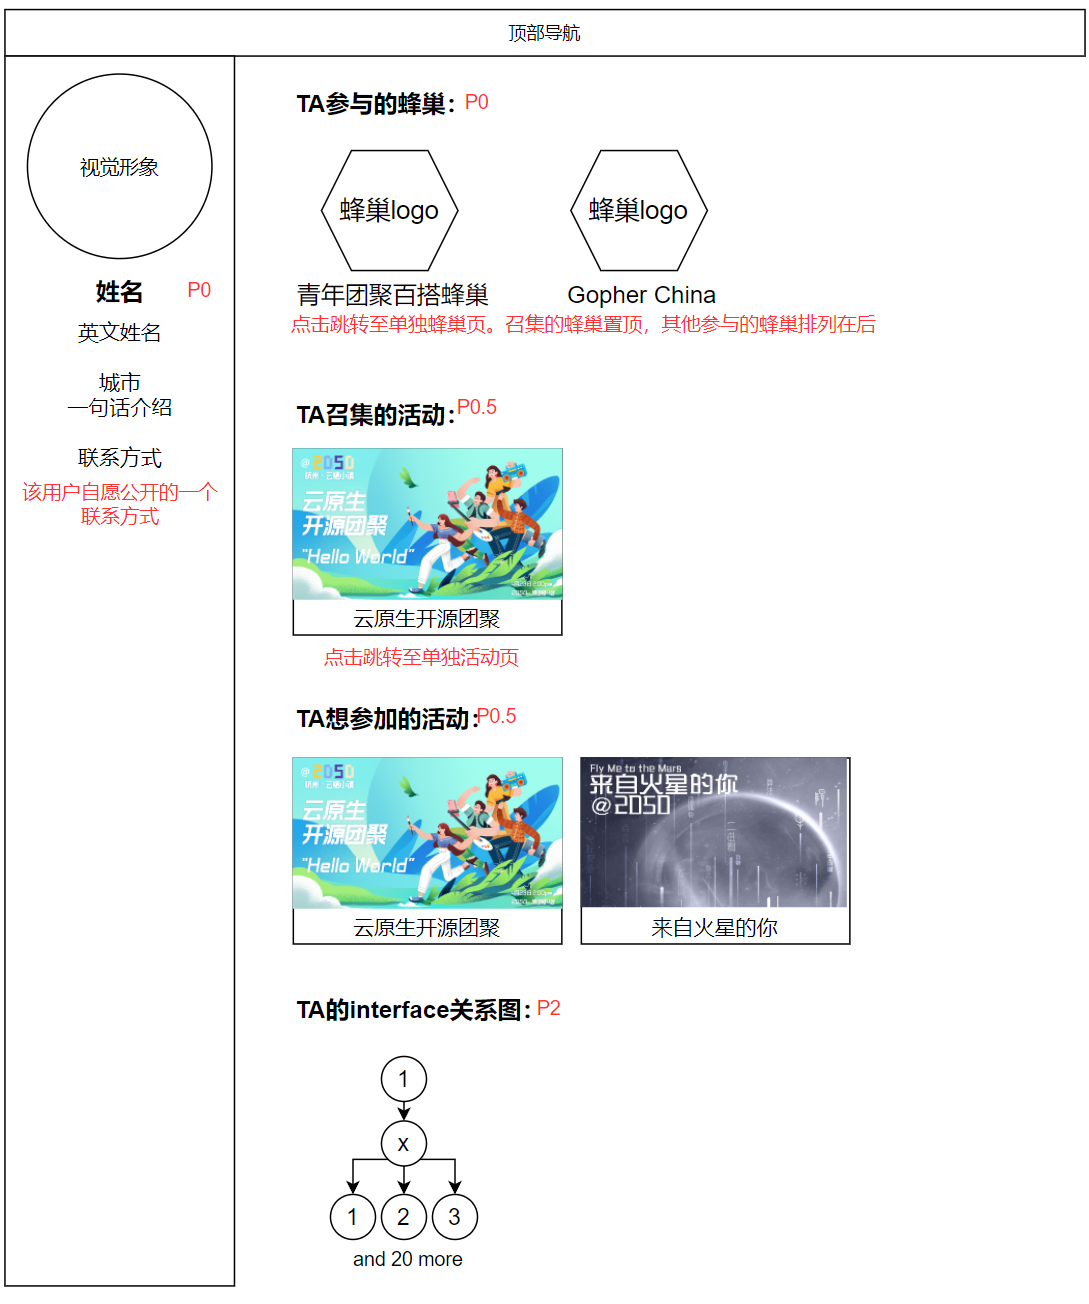 顶部导航
视觉形象
姓名 P0
英文姓名
城市
一句话介绍
联系方式
该用户自愿公开的一个
联系方式
TA参与的蜂巢： P0
蜂巢logo
蜂巢logo
青年团聚百搭蜂巢
Gopher China
点击跳转至单独蜂巢页。召集的蜂巢置顶，其他参与的蜂巢排列在后
TA召集的活动： P0.5
@2050
杭州·云栖小镇
云原生
开源团聚
“Hello World”
云原生开源团聚
点击跳转至单独活动页
TA想参加的活动： P0.5
@2050
杭州·云栖小镇
云原生
开源团聚
“Hello World”
云原生开源团聚
Fly Me to the Mars
来自火星的你
@2050
来自火星的你
TA的interface关系图： P2
1
x
1 2 3
and 20 more